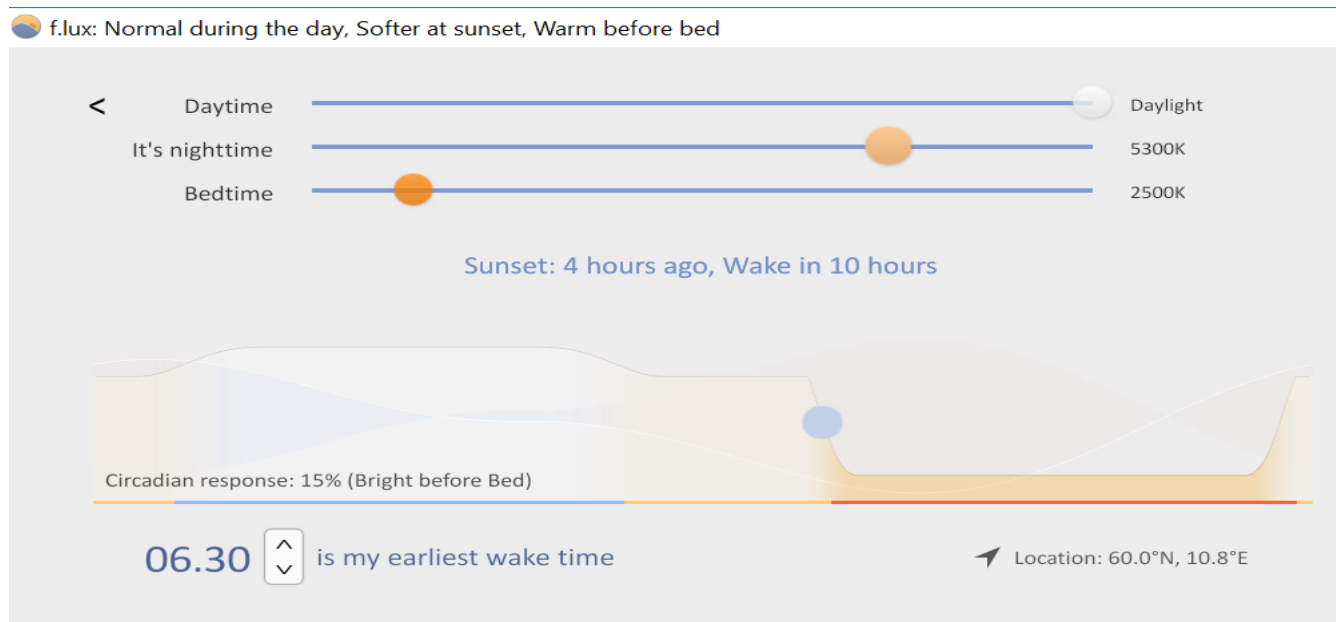 f.lux: Normal during the day, Softer at sunset, Warm before bed
< Daytime Daylight
It's nighttime 5300K
Bedtime 2500K
Sunset: 4 hours ago, Wake in 10 hours
Circadian response: 15% (Bright before Bed)
06.30 is my earliest wake time
Location: 60.0°N, 10.8°E